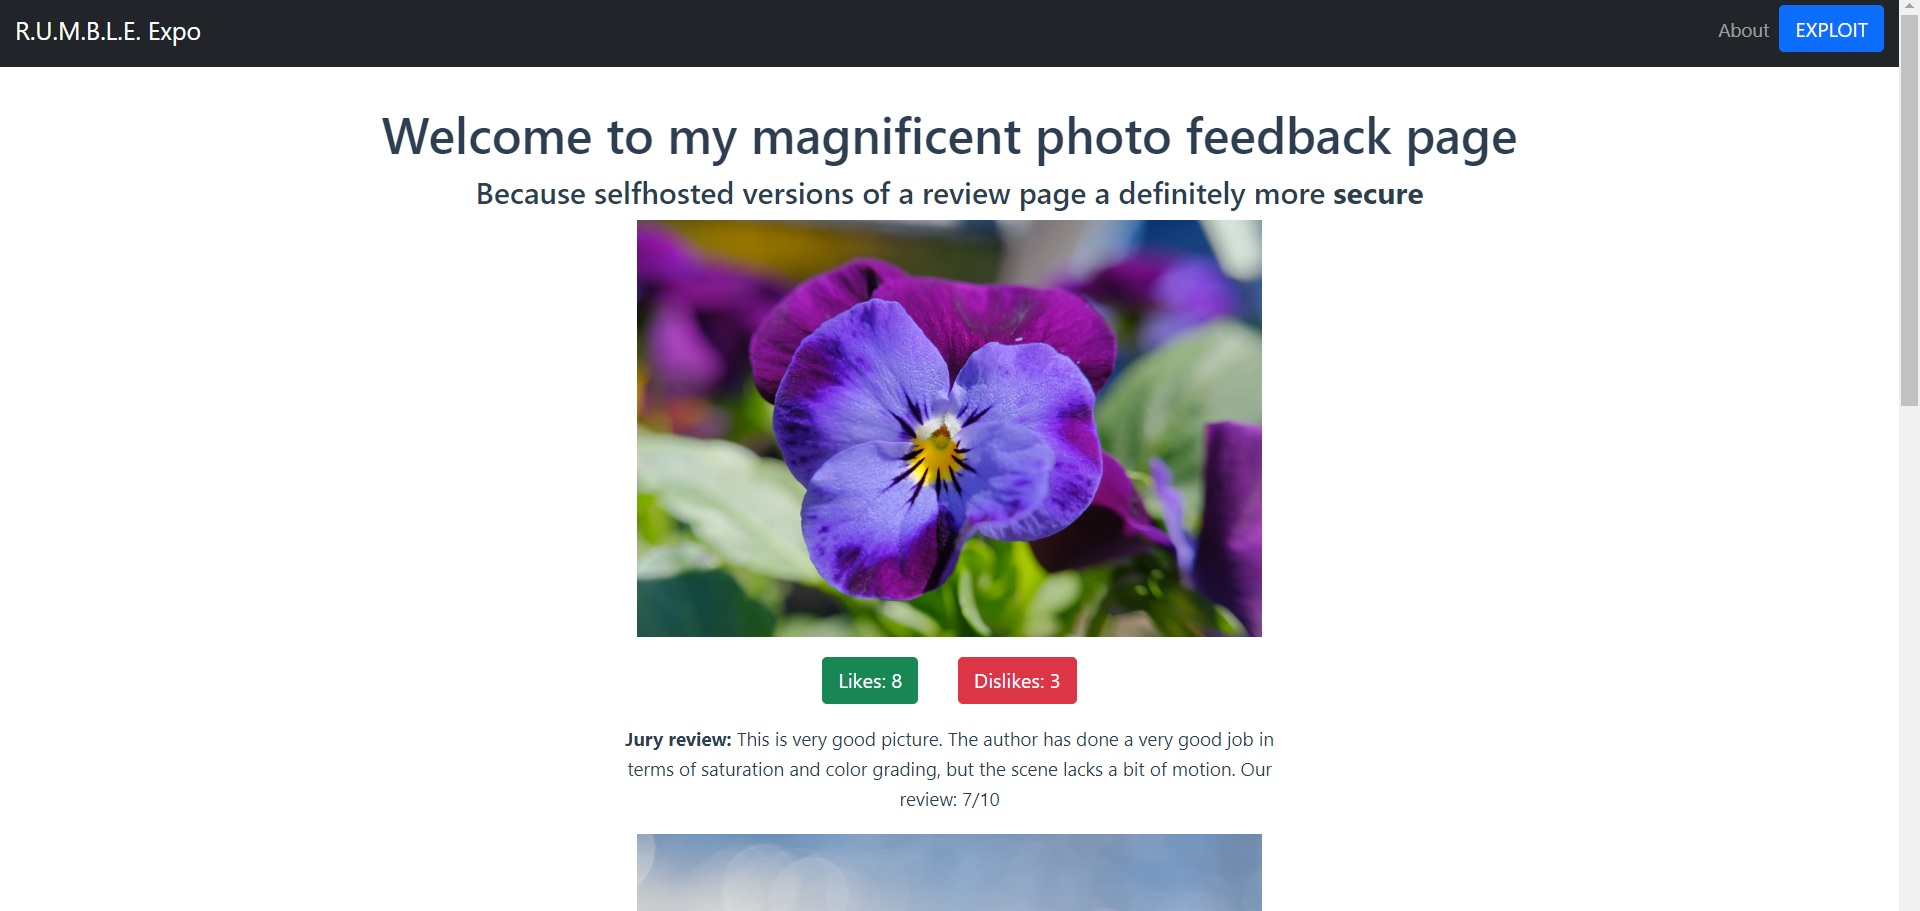 R.U.M.B.L.E. Expo
About
EXPLOIT
Welcome to my magnificent photo feedback page
Because selfhosted versions of a review page a definitely more secure
Likes: 8
Dislikes: 3
Jury review: This is very good picture. The author has done a very good job in
terms of saturation and color grading, but the scene lacks a bit of motion. Our
review: 7/10